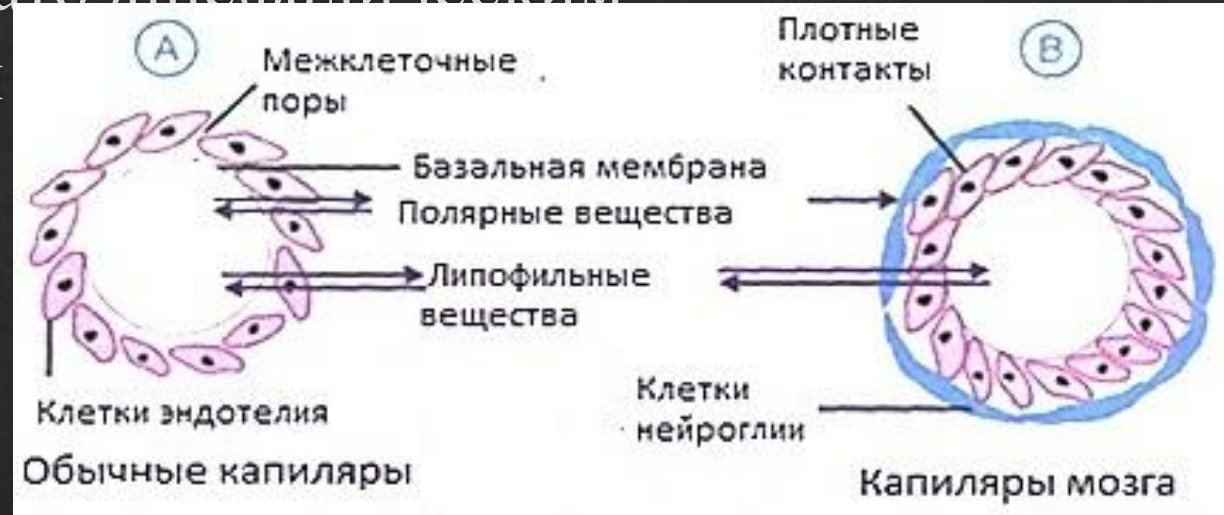 А
Межклеточные
поры
Базальная мембрана
Полярные вещества
Липофильные
вещества
Клетки эндотелия
Обычные капиляры
Плотные
контакты
В
Клетки
нейроглии
Капиляры мозга